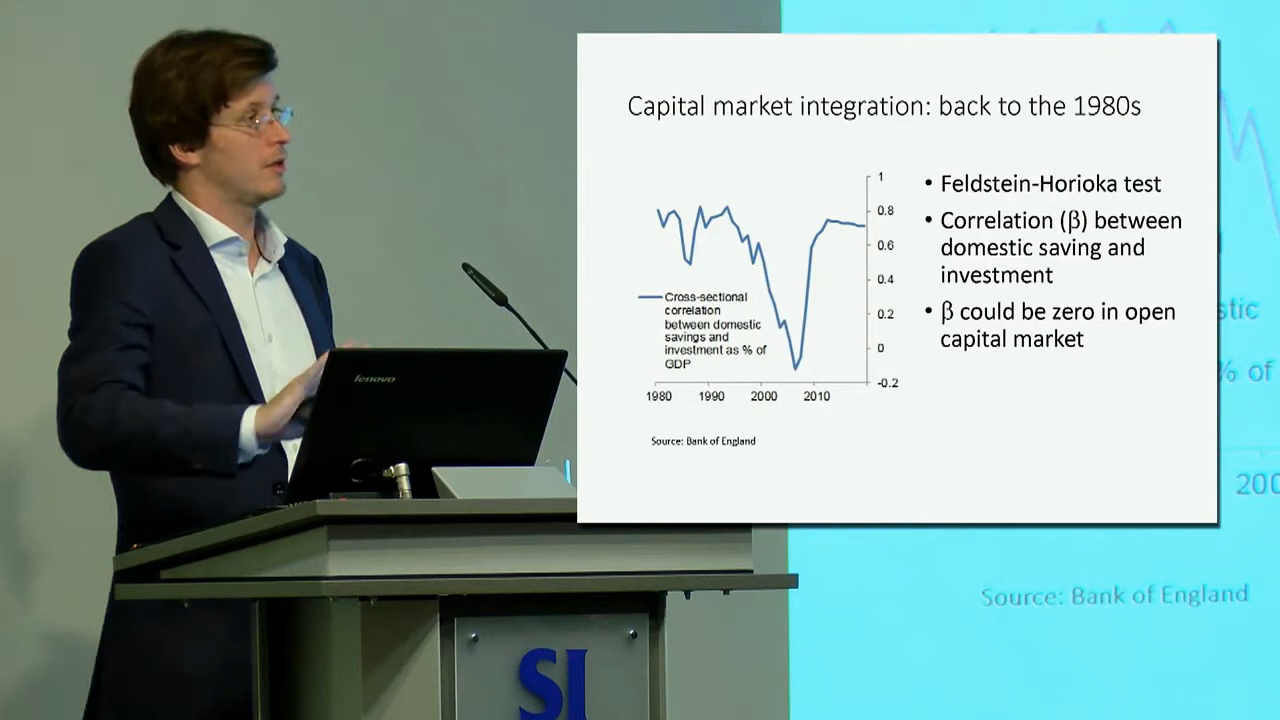 Capital market integration: back to the 1980s
1
0.8
0.6
0.4
0.2
0
-0.2
Cross-sectional
correlation
between domestic
savings and
investment as % of
GDP
1980 1990 2000 2010
Source: Bank of England
• Feldstein-Horioka test
• Correlation (β) between
domestic saving and
investment
• β could be zero in open
capital market
lenovo
SI
stic
% of
200
Source: Bank of England